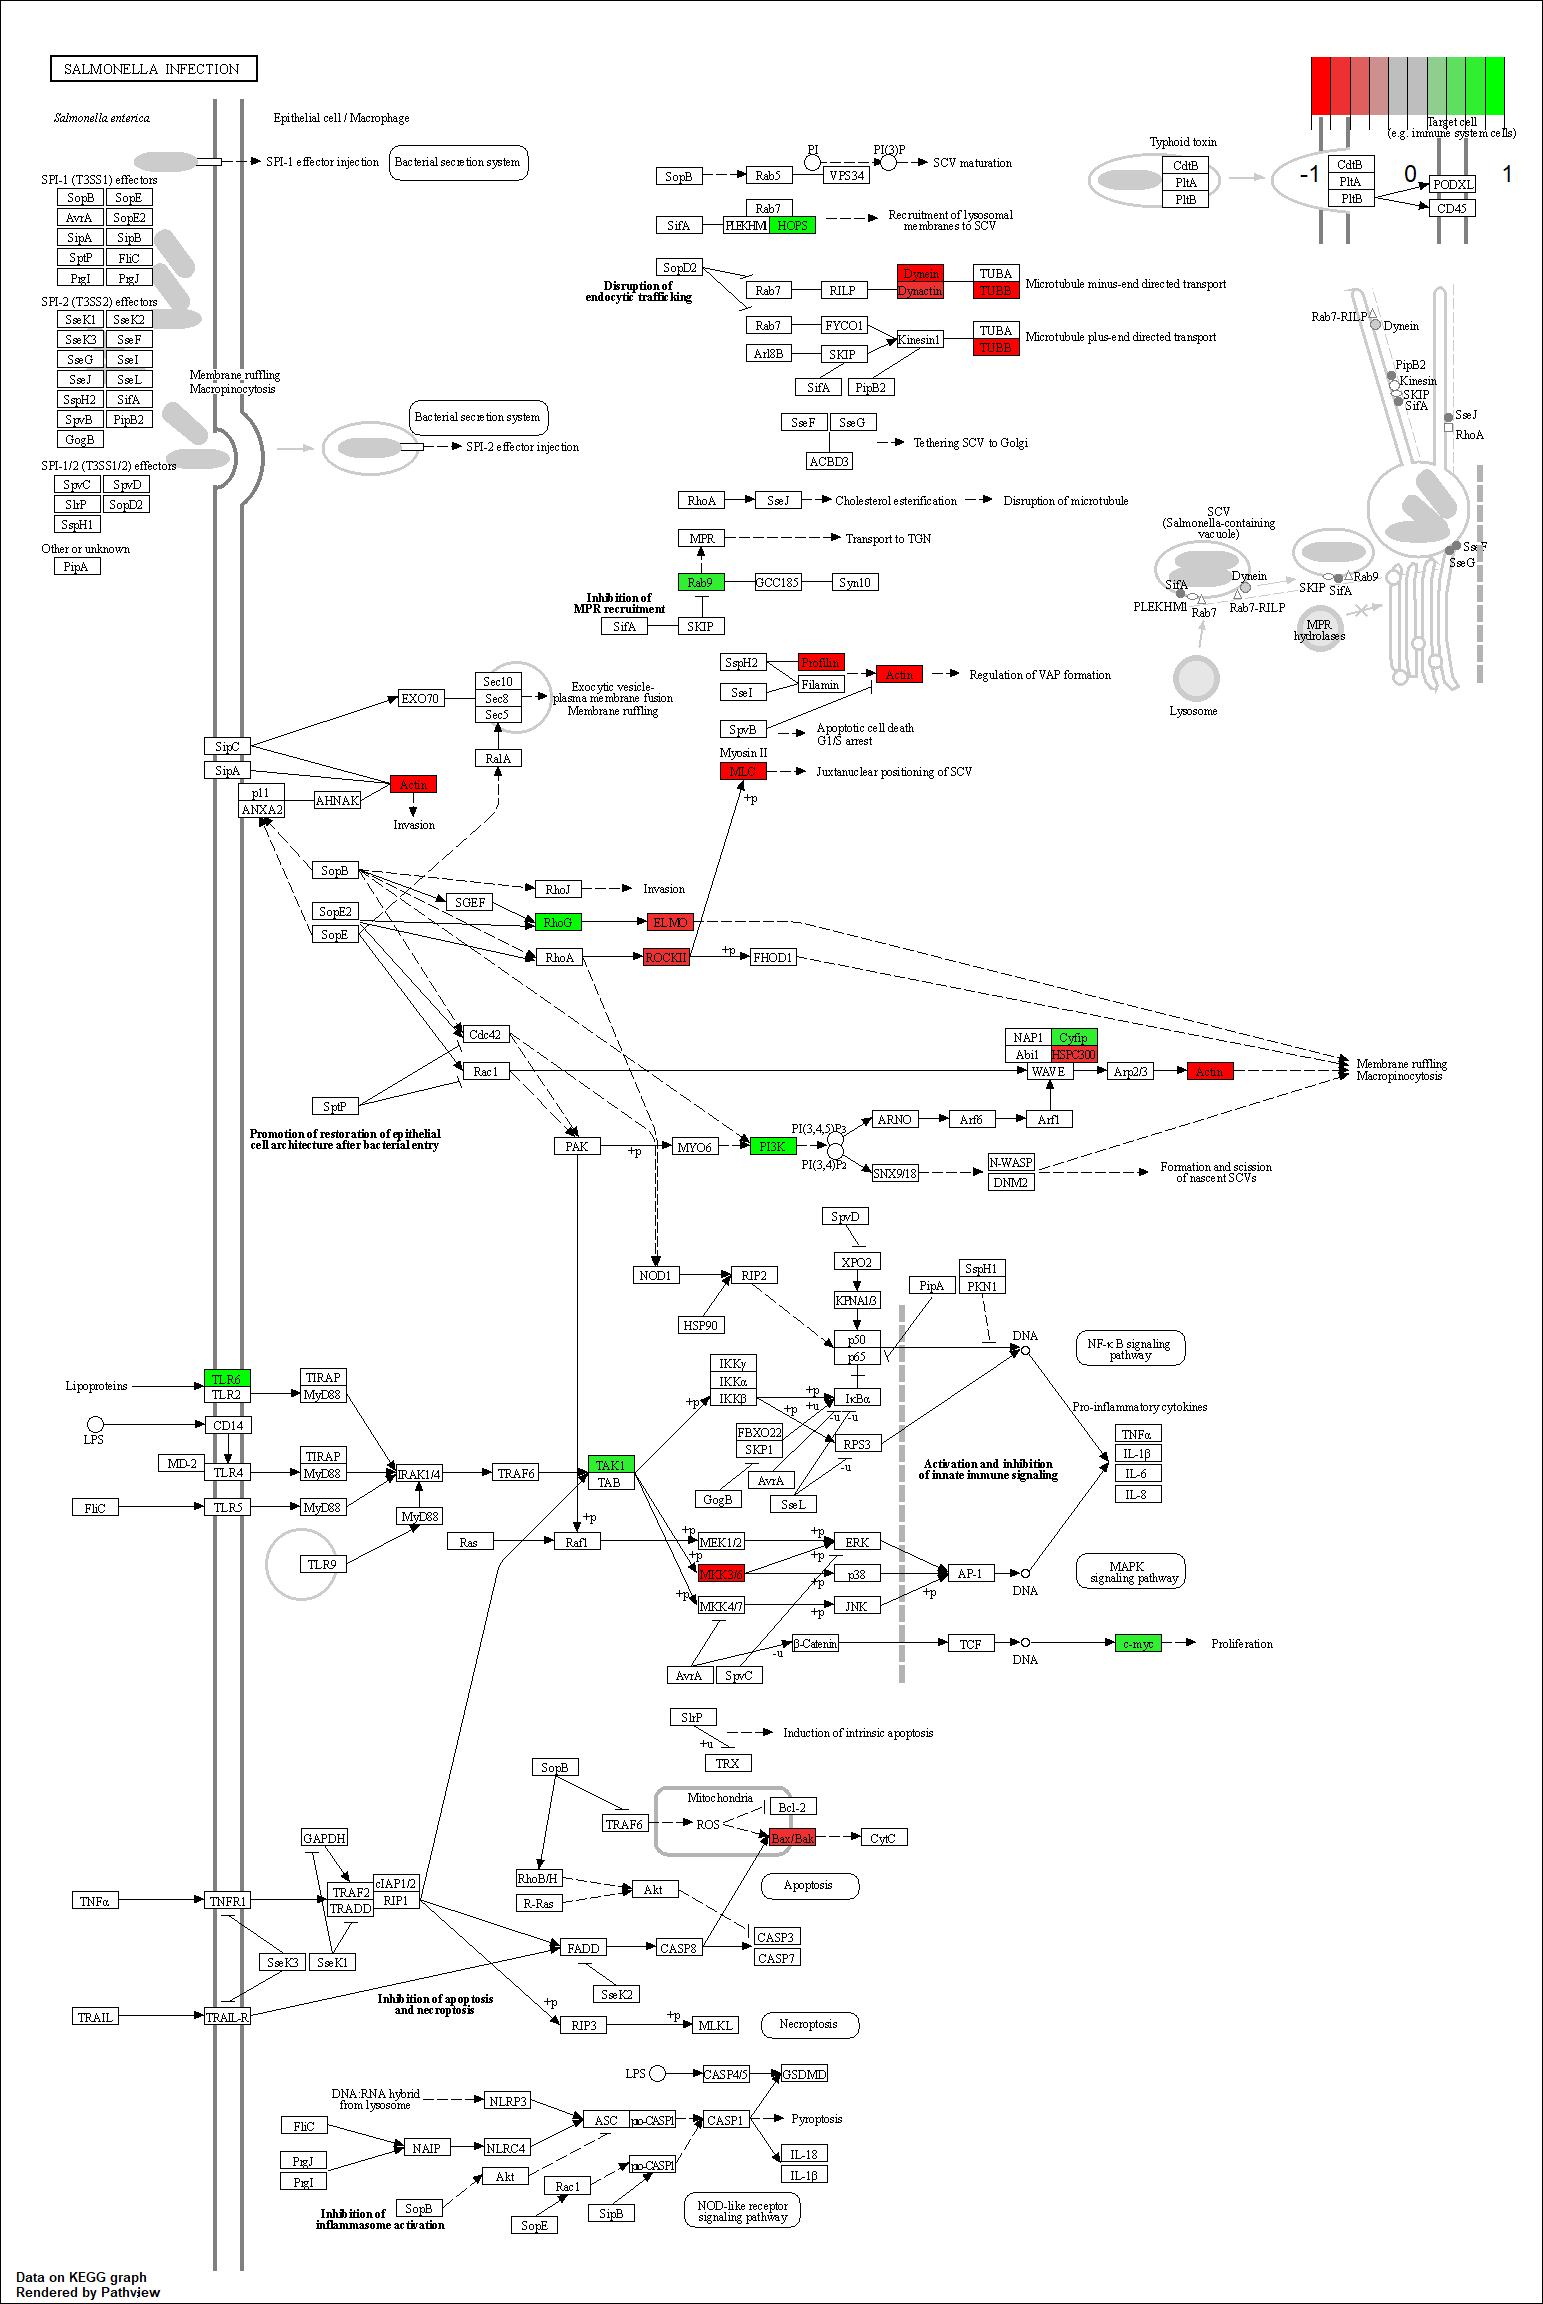 SALMONELLA INFECTION
Salmonella enterica
Epithelial cell / Macrophage
SPI-1 effector injection
Bacterial secretion system
SPI-1 (T3SS1) effectors
SopB SopE
AvrA SopE2
SipA SipB
SptP FliC
PrgI PrgJ
SPI-2 (T3SS2) effectors
SseK1 SseK2
SseK3 SseF
SseG SseI
SseJ SseL
SspH2 SifA
SpvB PipB2
GogB
SPI-1/2 (T3SS1/2) effectors
SpvC SpvD
SlrP SopD2
SspH1
Other or unknown
PipA
Membrane ruffling
Macropinocytosis
Bacterial secretion system
SPI-2 effector injection
PI PI(3)P
SopB Rab5 VPS34 SCV maturation
Rab7
SifA PLEKHM1 HOPS
Recruitment of lysosomal
membranes to SCV
SopD2
Disruption of
endocytic trafficking
Rab7 RILP Dynein
Dynactin
TUBA
TUBB
Microtubule minus-end directed transport
Rab7 FYCO1
Arl8B SKIP
Kinesin1
TUBA
TUBB
Microtubule plus-end directed transport
SifA PipB2
SseF SseG
ACBD3
Tethering SCV to Golgi
RhoA SseJ Cholesterol esterification Disruption of microtubule
MPR Transport to TGN
Rab9 GCC185 Syn10
Inhibition of
MPR recruitment
SifA SKIP
Typhoid toxin
CdtB
PltA
PltB
CdtB
PltA
PltB
-1 0 1
Target cell
(e.g. immune system cells)
PODXL
CD45
Rab7-RILP
Dynein
PipB2
Kinesin
SKIP
SifA
SseJ
RhoA
SCV
(Salmonella-containing
vacuole)
SseF
SseG
SifA
Dynein
PLEKHM1
Rab7
Rab7-RILP
SKIP SifA
Rab9
MPR
hydrolases
Lysosome
SspH2 Profilin
SseI Filamin
Actin
Regulation of VAP formation
SpvB
Apoptotic cell death
G1/S arrest
Myosin II
MLC
Juxtanuclear positioning of SCV
+p
EXO70
Sec10
Sec8
Sec5
Exocytic vesicle-
plasma membrane fusion
Membrane ruffling
RalA
SipC
SipA
p11
ANXA2
AHNAK
Actin
Invasion
SopB
SopE2
SopE
RhoJ Invasion
SGEF
RhoG ELMO
RhoA ROCKII +p FHOD1
Cdc42
Rac1
SptP
Promotion of restoration of epithelial
cell architecture after bacterial entry
NAP1 Cyfip
Abi1 HSPC300
WAVE Arp2/3 Actin
Membrane ruffling
Macropinocytosis
ARNO Arf6 Arf1
PAK +p MYO6 PI3K
PI(3,4,5)P3
PI(3,4)P2
SNX9/18
N-WASP
DNM2
Formation and scission
of nascent SCVs
SpvD
XPO2
KPNA1/3
NOD1 RIP2
HSP90
p50
p65
PipA
SspH1
PKN1
DNA
NF-κB signaling
pathway
Lipoproteins
TLR6
TLR2
TIRAP
MyD88
LPS
CD14
MD-2
TLR4
TIRAP
MyD88
IRAK1/4
TRAF6
TAK1
TAB
FliC TLR5 MyD88
MyD88
TLR9
IKKγ
IKKα
IKKβ
+p
+p
+u
+p
IκBα
-u
-u
FBXO22
SKP1
AvrA
GogB
SseL
RPS3
-u
Activation and inhibition
of innate immune signaling
Pro-inflammatory cytokines
TNFα
IL-1β
IL-6
IL-8
Ras
+p
Raf1
+p
MEK1/2
+p
ERK
+p
MKK3/6
+p
p38
+p
+p
MKK4/7
+p
JNK
AP-1
+p
DNA
MAPK
signaling pathway
β-Catenin
-u
TCF
DNA
c-myc
Proliferation
AvrA SpvC
SlrP
+u
TRX
Induction of intrinsic apoptosis
SopB
TRAF6
Mitochondria
ROS
Bcl-2
Bax/Bak
CytC
RhoB/H
R-Ras
Akt
Apoptosis
CASP3
CASP7
GAPDH
TNFα TNFR1
TRAF2
TRADD
cIAP1/2
RIP1
SseK3 SseK1
FADD CASP8
SseK2
TRAIL TRAIL-R
Inhibition of apoptosis
and necroptosis
+p
RIP3
+p
MLKL
Necroptosis
LPS CASP4/5 GSDMD
DNA:RNA hybrid
from lysosome
NLRP3
ASC pro-CASP1 CASP1 Pyroptosis
FliC
NAIP NLRC4
PrgJ
PrgI
Akt
pro-CASP1
IL-18
IL-1β
Rac1
SopB
SipB
SopE
Inhibition of
inflammasome activation
NOD-like receptor
signaling pathway
Data on KEGG graph
Rendered by Pathview